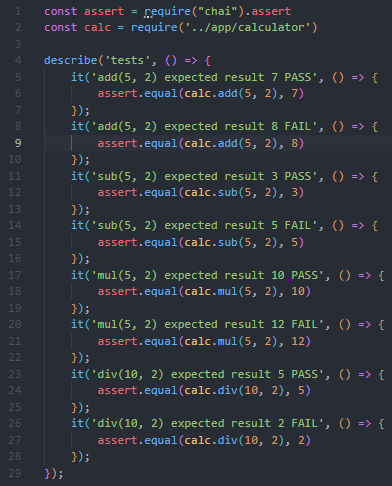 1 const assert = require("chai").assert
2 const calc = require('../app/calculator')
3
4 describe('tests', () => {
5 it('add(5, 2) expected result 7 PASS', () => {
6 assert.equal(calc.add(5, 2), 7)
7 });
8 it('add(5, 2) expected result 8 FAIL', () => {
9 assert.equal(calc.add(5, 2), 8)
10 });
11 it('sub(5, 2) expected result 3 PASS', () => {
12 assert.equal(calc.sub(5, 2), 3)
13 });
14 it('sub(5, 2) expected result 5 FAIL', () => {
15 assert.equal(calc.sub(5, 2), 5)
16 });
17 it('mul(5, 2) expected result 10 PASS', () => {
18 assert.equal(calc.mul(5, 2), 10)
19 });
20 it('mul(5, 2) expected result 12 FAIL', () => {
21 assert.equal(calc.mul(5, 2), 12)
22 });
23 it('div(10, 2) expected result 5 PASS', () => {
24 assert.equal(calc.div(10, 2), 5)
25 });
26 it('div(10, 2) expected result 2 FAIL', () => {
27 assert.equal(calc.div(10, 2), 2)
28 });
29 });